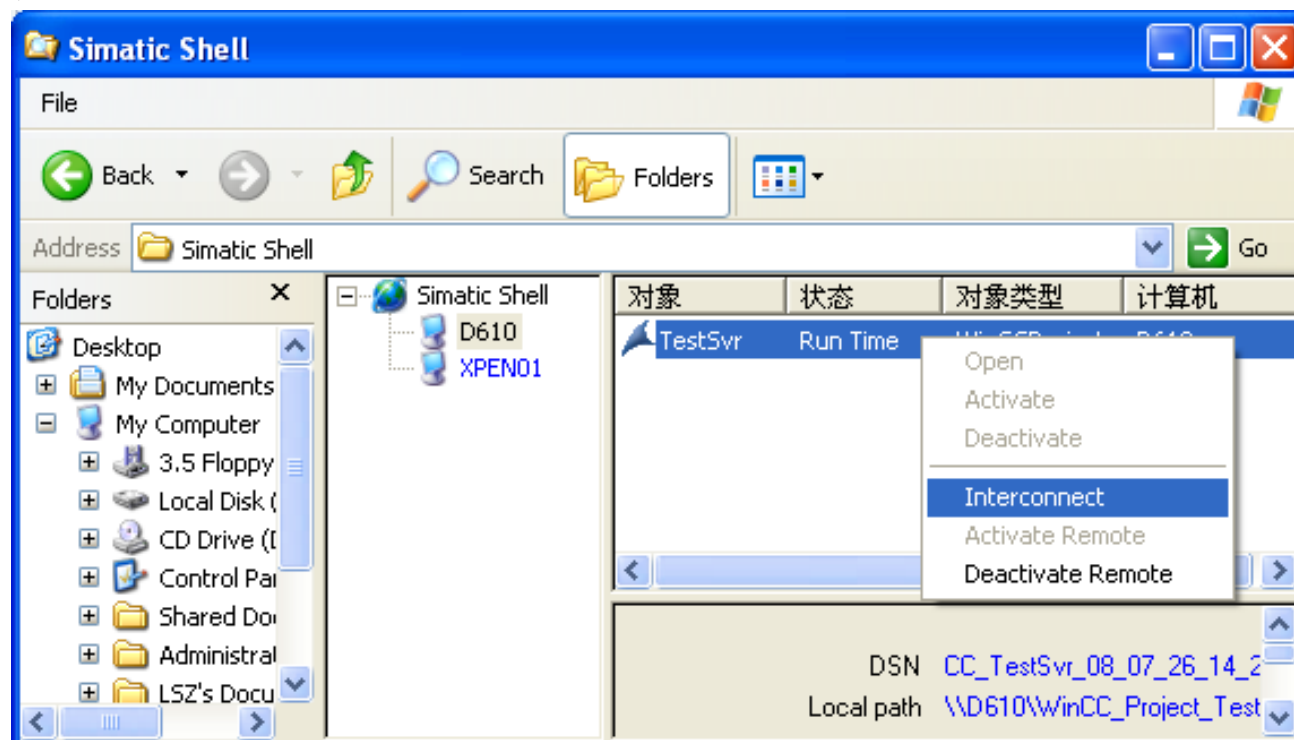 Simatic Shell
File
Back Search Folders
Address Simatic Shell Go
Folders Simatic Shell 对象 状态 对象类型 计算机
Desktop D610 TestSvr Run Time
My Documents XPEN01 Open
My Computer Activate
3.5 Floppy Deactivate
Local Disk ( Interconnect
CD Drive ( Activate Remote
Control Pa Deactivate Remote
Shared Do
Administra DSN CC_TestSvr_08_07_26_14_2
LSZ's Docu Local path \\D610\WinCC_Project_Test